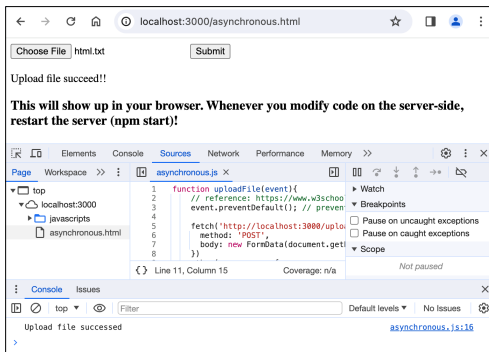 localhost:3000/asynchronous.html
Choose File html.txt Submit
Upload file succeed!!
This will show up in your browser. Whenever you modify code on the server-side,
restart the server (npm start)!
Elements Console Sources Network Performance Memory
Page Workspace asynchronous.js
top
localhost:3000
javascripts
asynchronous.html
1 function uploadFile(event){
2 // reference: https://www.w3schoo
3 event.preventDefault(); // preven
4
5 fetch('http://localhost:3000/uploa
6 method: 'POST',
7 body: new FormData(document.getl
8 })
{} Line 11, Column 15 Coverage: n/a
Watch
Breakpoints
Pause on uncaught exceptions
Pause on caught exceptions
Scope
Not paused
Console Issues
top Filter Default levels No Issues
Upload file successed asynchronous.js:16